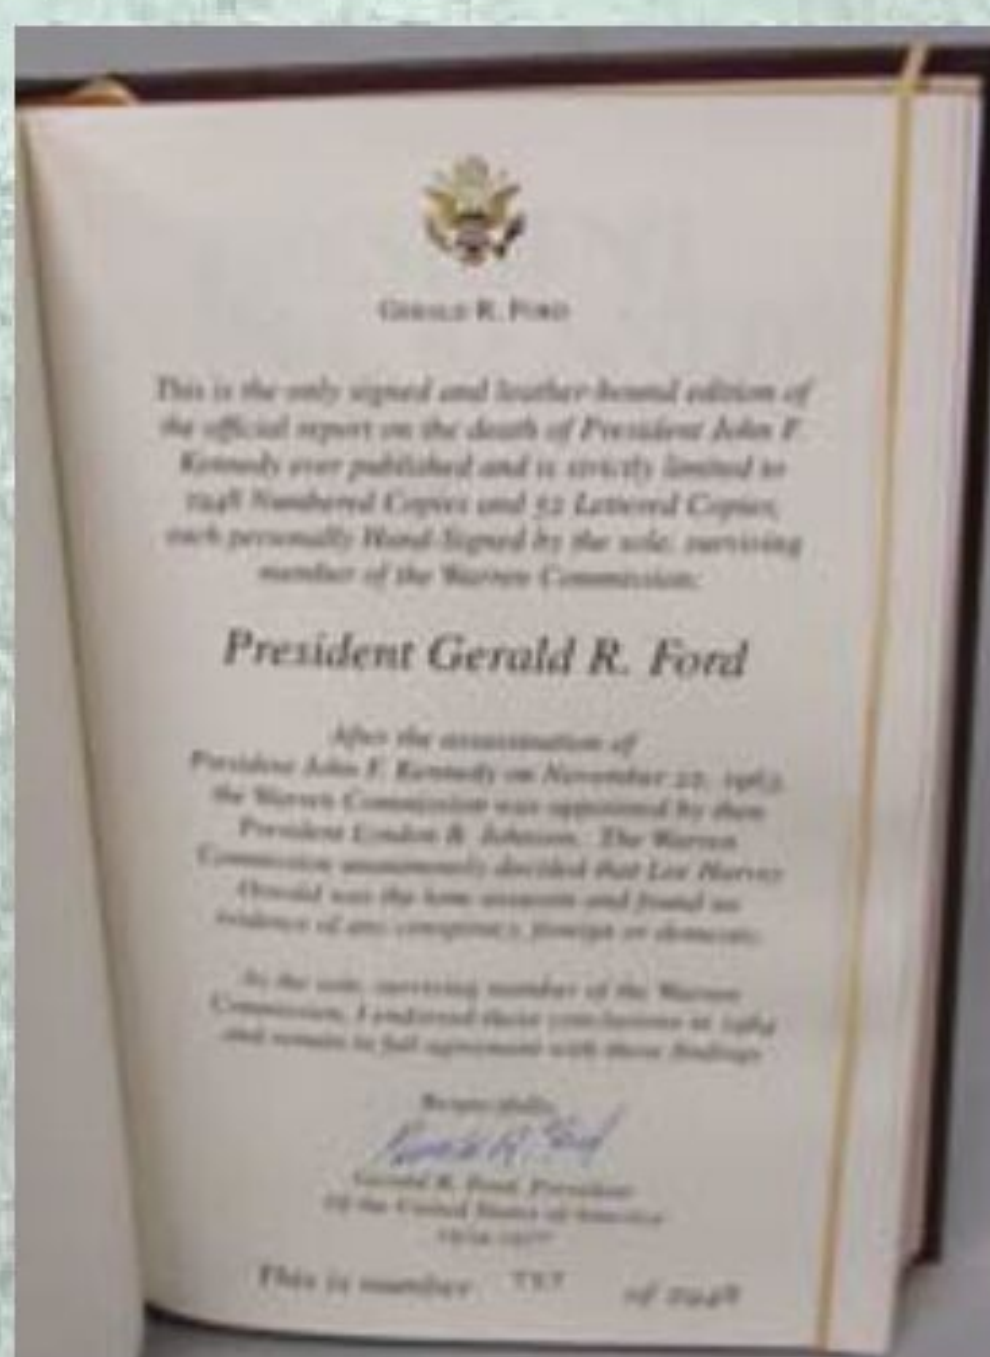 GERALD R. FORD
This is the only signed and leather-bound edition of
the official report on the death of President John F.
Kennedy ever published and is strictly limited to
Numbered Copies and 52 Lettered Copies,
each personally Hand-Signed by the sole, surviving
member of the Warren Commission:
President Gerald R. Ford
After the assassination of
President John F. Kennedy on November 22, 1963,
the Warren Commission was appointed by then
President Lyndon B. Johnson. The Warren
Commission unanimously decided that Lee Harvey
Oswald was the lone assassin and found no
evidence of any conspiracy, foreign or domestic.
As the sole, surviving member of the Warren
Commission, I endorsed these conclusions in 1964
and remain in full agreement with those findings.
Respectfully,
Gerald R. Ford
Gerald R. Ford, President
Of the United States of America
1974-1977
This is number of